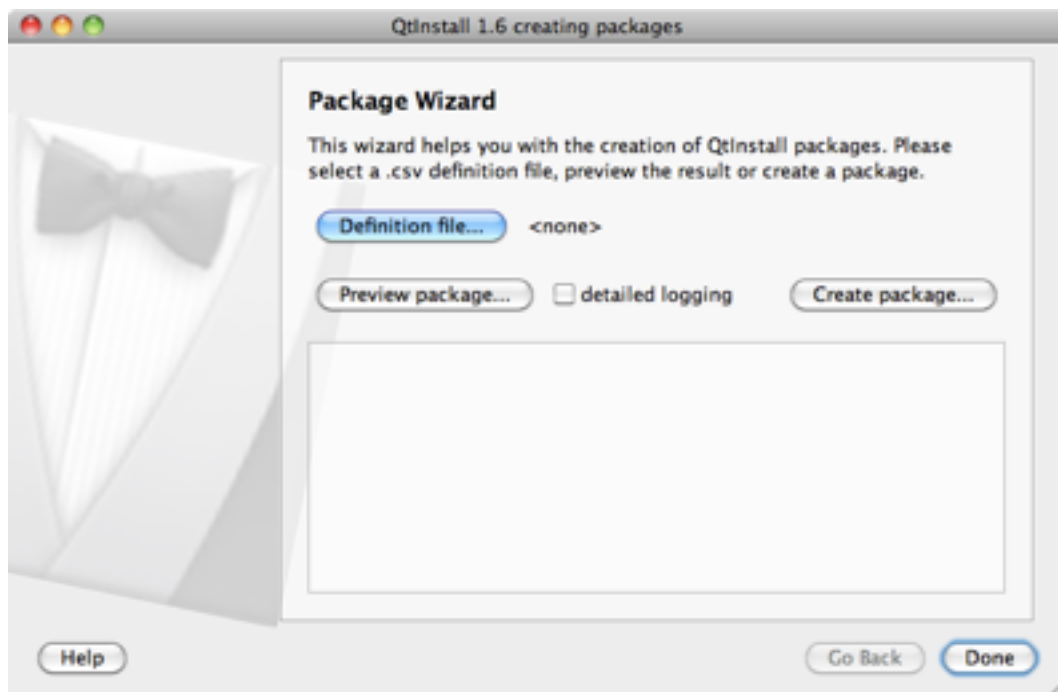 QtInstall 1.6 creating packages
Package Wizard
This wizard helps you with the creation of QtInstall packages. Please
select a .csv definition file, preview the result or create a package.
Definition file... <none>
Preview package... detailed logging Create package...
Help Go Back Done